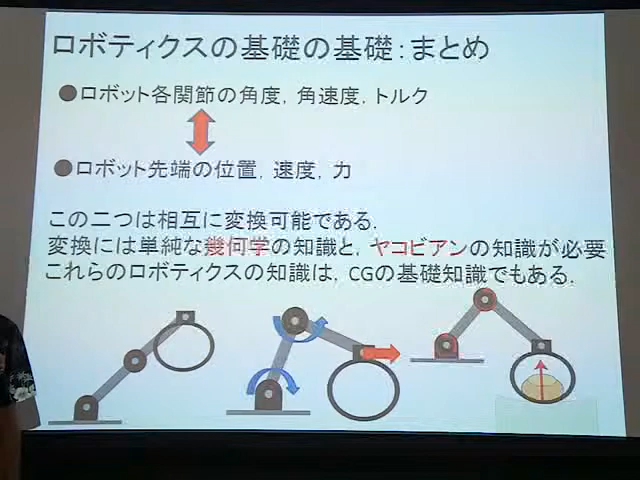 ロボティクスの基礎の基礎：まとめ
●ロボット各関節の角度，角速度，トルク
●ロボット先端の位置，速度，力
この二つは相互に変換可能である．
変換には単純な幾何学の知識と，ヤコビアンの知識が必要
これらのロボティクスの知識は，CGの基礎知識でもある．